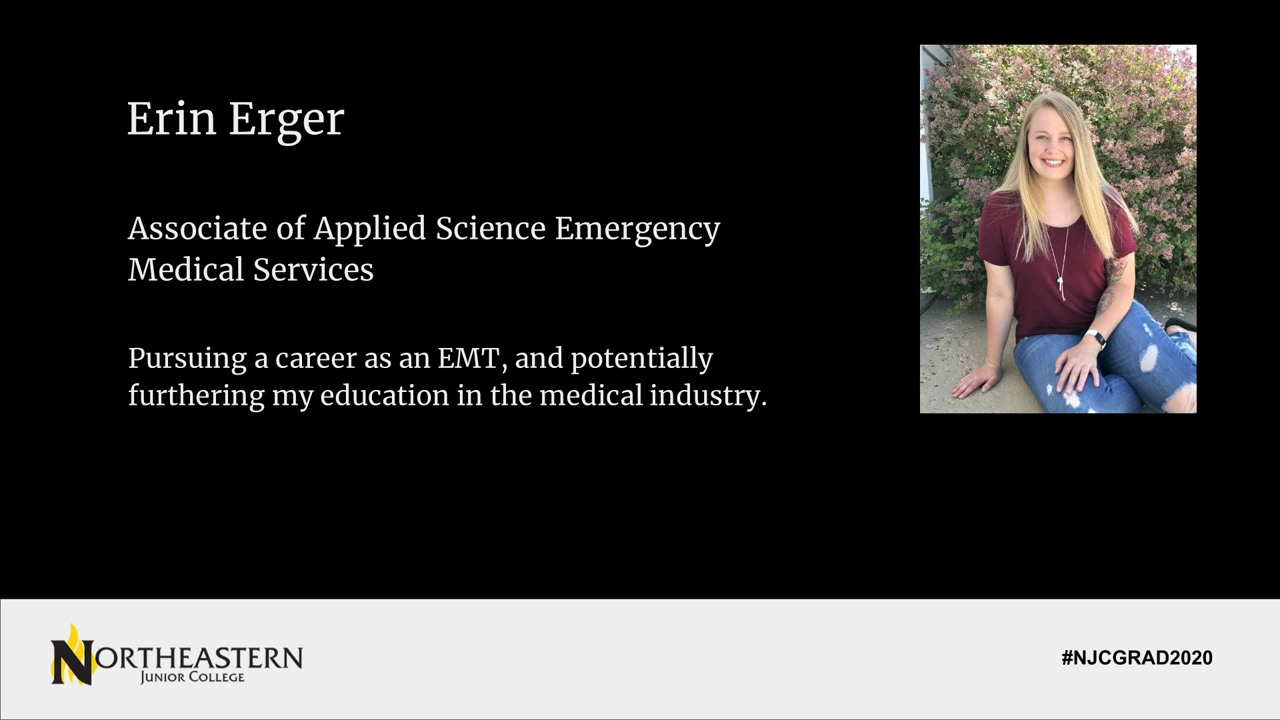 Erin Erger
Associate of Applied Science Emergency
Medical Services
Pursuing a career as an EMT, and potentially
furthering my education in the medical industry.
NORTHEASTERN
JUNIOR COLLEGE
#NJCGRAD2020